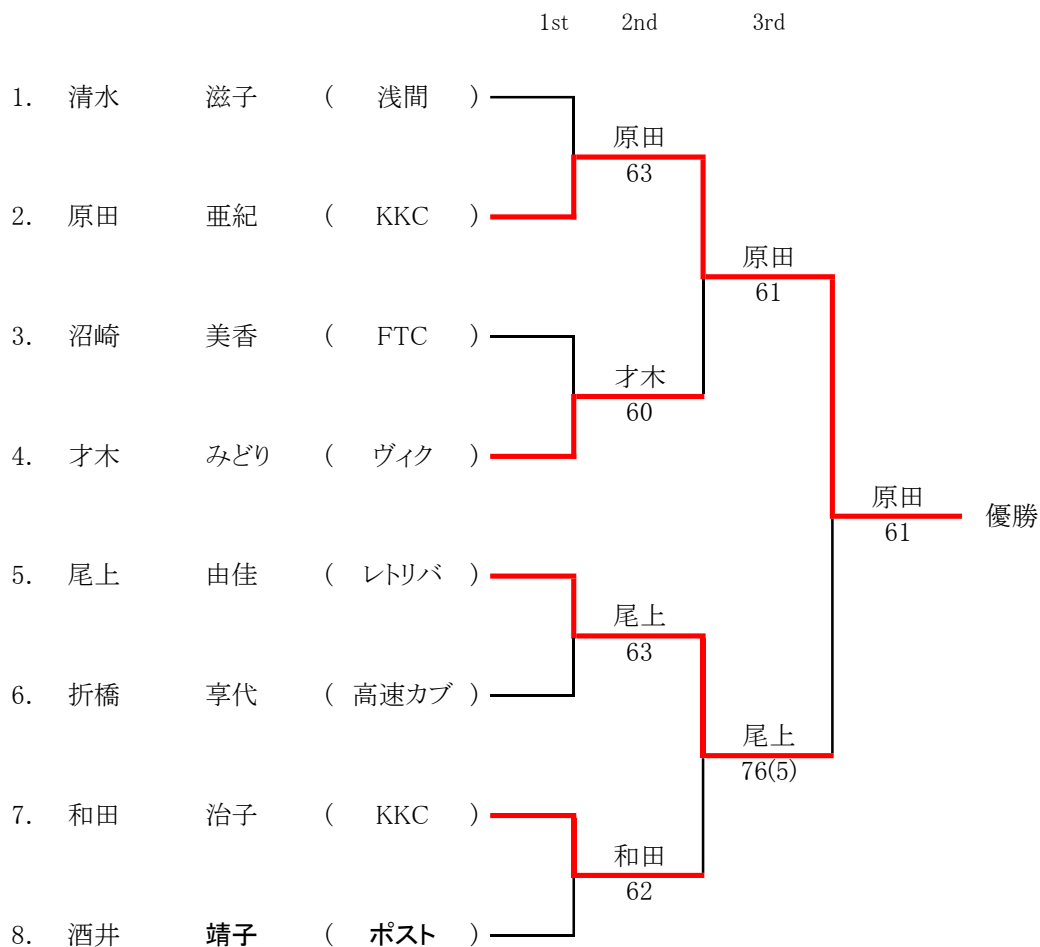 1st 2nd 3rd
1. 清水 滋子 ( 浅間 )
原田
63
2. 原田 亜紀 ( KKC )
原田
61
3. 沼崎 美香 ( FTC )
才木
60
4. 才木 みどり ( ヴィク )
原田
61
優勝
5. 尾上 由佳 ( レトリバ )
尾上
63
6. 折橋 享代 ( 高速カブ )
尾上
76(5)
7. 和田 治子 ( KKC )
和田
62
8. 酒井 靖子 ( ポスト )